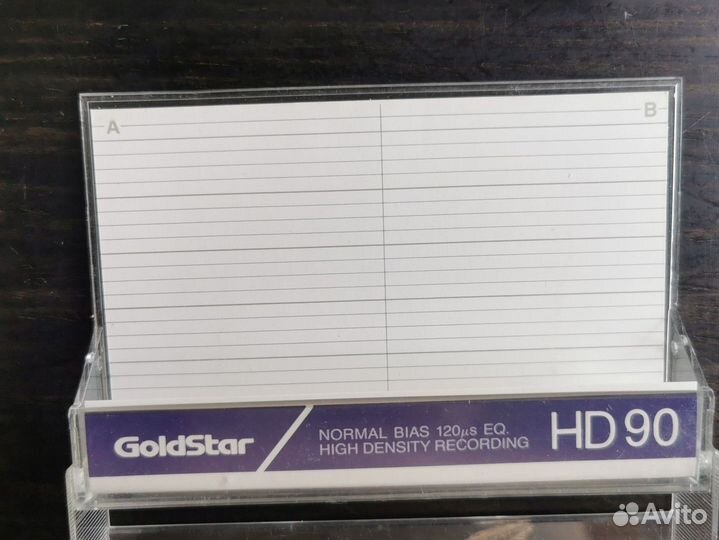 A
B
GoldStar
NORMAL BIAS 120µs EQ.
HIGH DENSITY RECORDING
HD 90
Avito